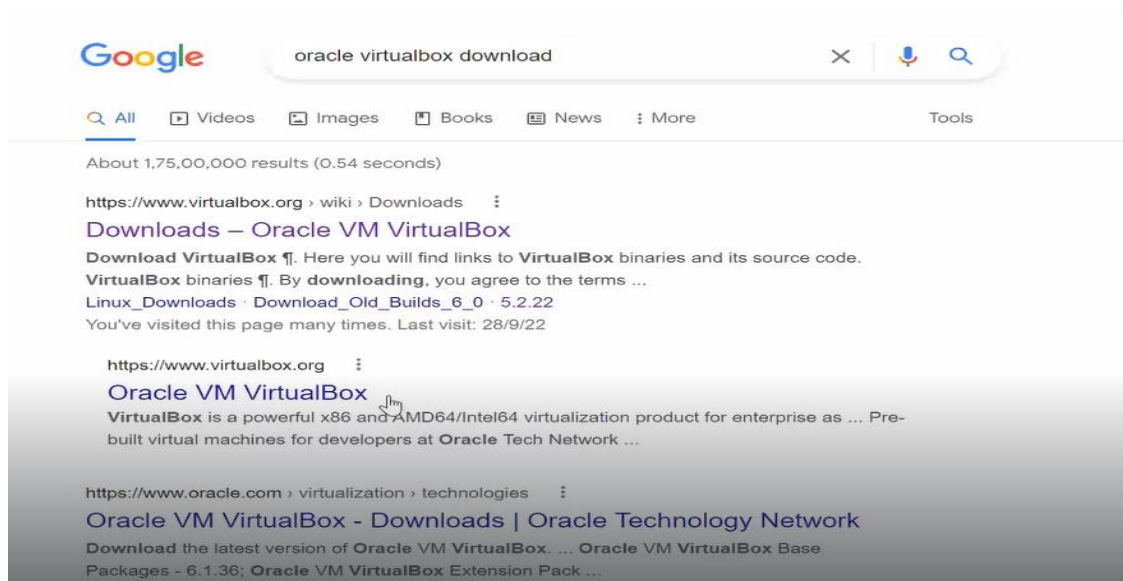 Google
oracle virtualbox download
All Videos Images Books News More Tools
About 1,75,00,000 results (0.54 seconds)
https://www.virtualbox.org › wiki › Downloads
Downloads – Oracle VM VirtualBox
Download VirtualBox ¶. Here you will find links to VirtualBox binaries and its source code.
VirtualBox binaries ¶. By downloading, you agree to the terms ...
Linux_Downloads · Download_Old_Builds_6_0 · 5.2.22
You've visited this page many times. Last visit: 28/9/22
https://www.virtualbox.org
Oracle VM VirtualBox
VirtualBox is a powerful x86 and AMD64/Intel64 virtualization product for enterprise as ... Pre-
built virtual machines for developers at Oracle Tech Network ...
https://www.oracle.com › virtualization › technologies
Oracle VM VirtualBox - Downloads | Oracle Technology Network
Download the latest version of Oracle VM VirtualBox. ... Oracle VM VirtualBox Base
Packages - 6.1.36; Oracle VM VirtualBox Extension Pack ...